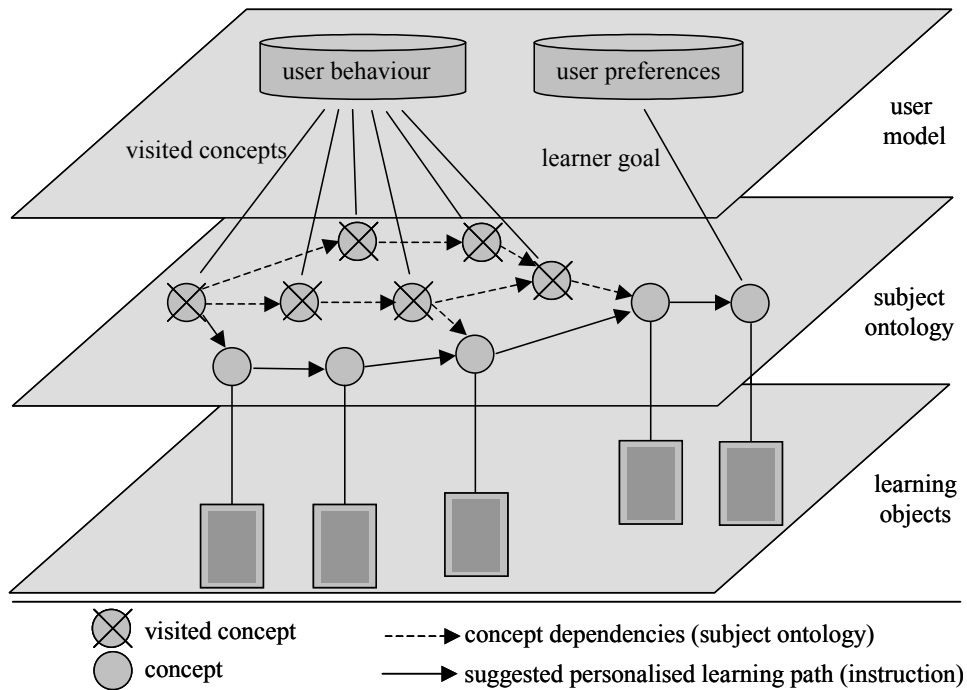 user behaviour
user preferences
user
model
visited concepts
learner goal
subject
ontology
learning
objects
visited concept
concept dependencies (subject ontology)
concept
suggested personalised learning path (instruction)